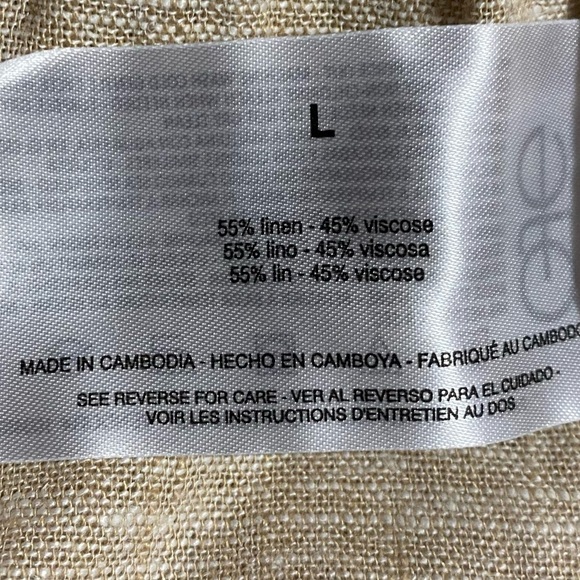 L
55% linen - 45% viscose
55% lino - 45% viscosa
55% lin - 45% viscose
MADE IN CAMBODIA - HECHO EN CAMBOYA - FABRIQUÉ AU CAMBODG
SEE REVERSE FOR CARE - VER AL REVERSO PARA EL CUIDADO -
VOIR LES INSTRUCTIONS D'ENTRETIEN AU DOS